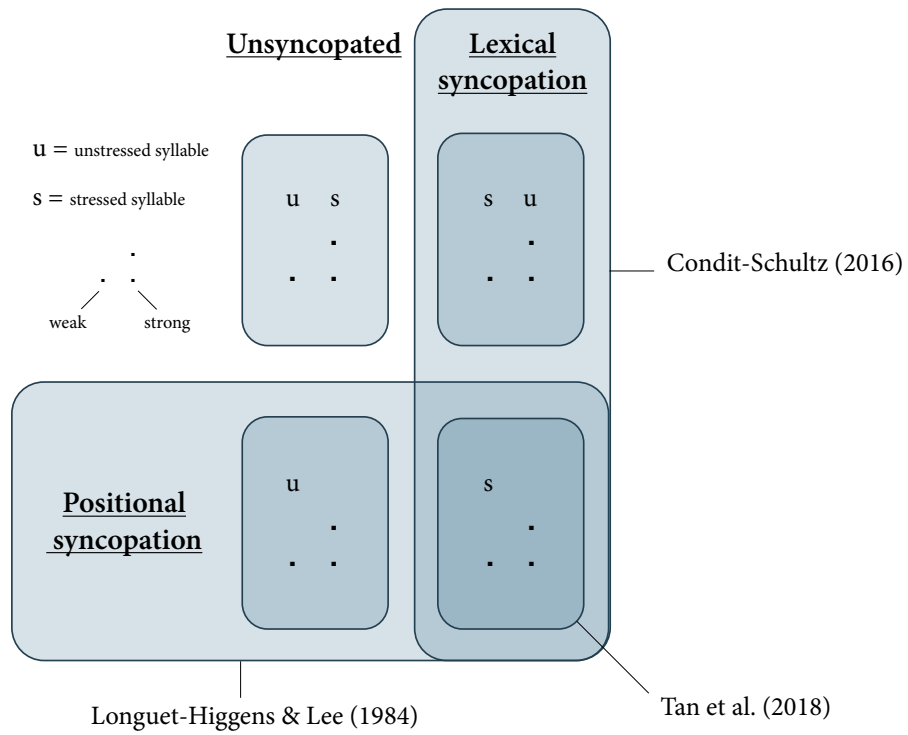 Unsyncopated
Lexical
syncopation
u = unstressed syllable
s = stressed syllable
weak
strong
u s
s u
Condit-Schultz (2016)
Positional
syncopation
u
s
Longuet-Higgens & Lee (1984)
Tan et al. (2018)